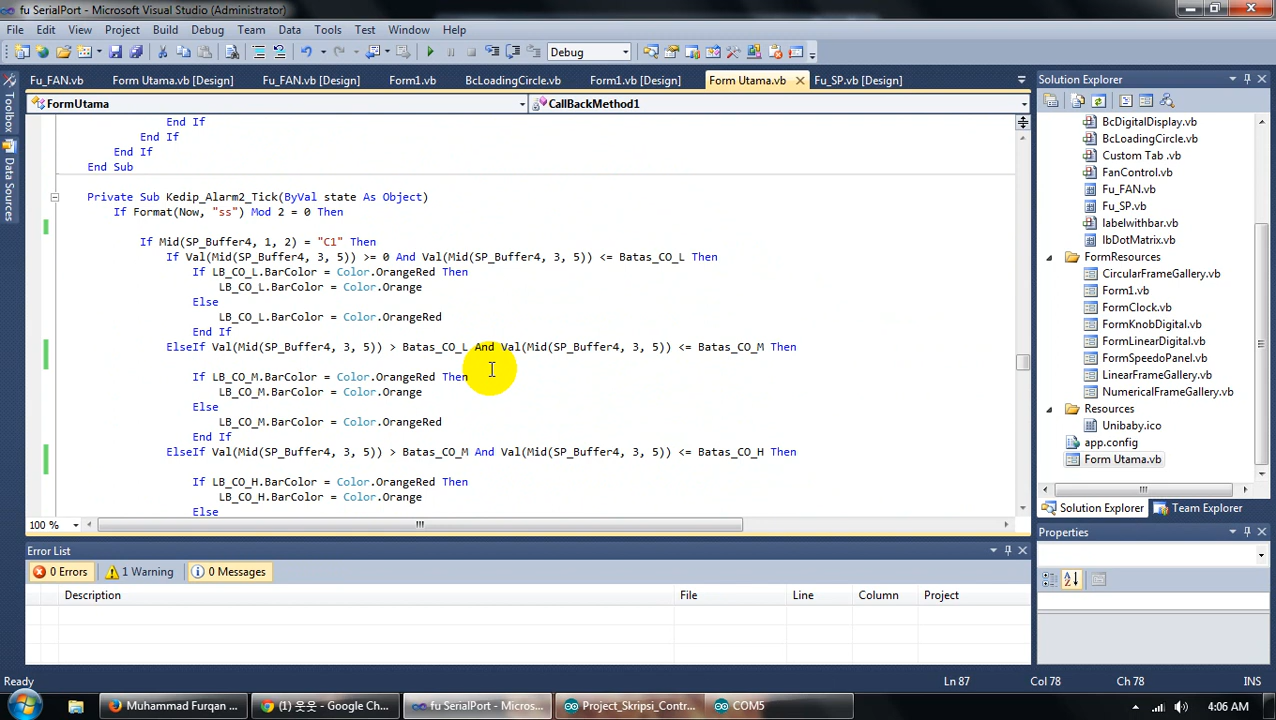 fu SerialPort - Microsoft Visual Studio (Administrator)
File Edit View Project Build Debug Team Data Tools Architecture Test Window Help
Debug
Fu_FAN.vb Form Utama.vb [Design] Fu_FAN.vb [Design] Form1.vb BcLoadingCircle.vb Form1.vb [Design] Form Utama.vb Fu_SP.vb [Design]
FormUtama CallBackMethod1
Toolbox
Data Sources
End If
End If
End If
End Sub
Private Sub Kedip_Alarm2_Tick(ByVal state As Object)
If Format(Now, "ss") Mod 2 = 0 Then
If Mid(SP_Buffer4, 1, 2) = "C1" Then
If Val(Mid(SP_Buffer4, 3, 5)) >= 0 And Val(Mid(SP_Buffer4, 3, 5)) <= Batas_CO_L Then
If LB_CO_L.BarColor = Color.OrangeRed Then
LB_CO_L.BarColor = Color.Orange
Else
LB_CO_L.BarColor = Color.OrangeRed
End If
ElseIf Val(Mid(SP_Buffer4, 3, 5)) > Batas_CO_L And Val(Mid(SP_Buffer4, 3, 5)) <= Batas_CO_M Then
If LB_CO_M.BarColor = Color.OrangeRed Then
LB_CO_M.BarColor = Color.Orange
Else
LB_CO_M.BarColor = Color.OrangeRed
End If
ElseIf Val(Mid(SP_Buffer4, 3, 5)) > Batas_CO_M And Val(Mid(SP_Buffer4, 3, 5)) <= Batas_CO_H Then
If LB_CO_H.BarColor = Color.OrangeRed Then
LB_CO_H.BarColor = Color.Orange
Else
100 %
Solution Explorer
BcDigitalDisplay.vb
BcLoadingCircle.vb
Custom Tab .vb
FanControl.vb
Fu_FAN.vb
Fu_SP.vb
labelwithbar.vb
lbDotMatrix.vb
FormResources
CircularFrameGallery.vb
Form1.vb
FormClock.vb
FormKnobDigital.vb
FormLinearDigital.vb
FormSpeedoPanel.vb
LinearFrameGallery.vb
NumericalFrameGallery.vb
Resources
Unibaby.ico
app.config
Form Utama.vb
Solution Explorer Team Explorer
Properties
Error List
0 Errors 1 Warning 0 Messages
Description File Line Column Project
Ready Ln 87 Col 78 Ch 78 INS
Muhammad Furqan ... (1) 웃웃 - Google Ch... fu SerialPort - Micros... Project_Skripsi_Contr... COM5 4:06 AM